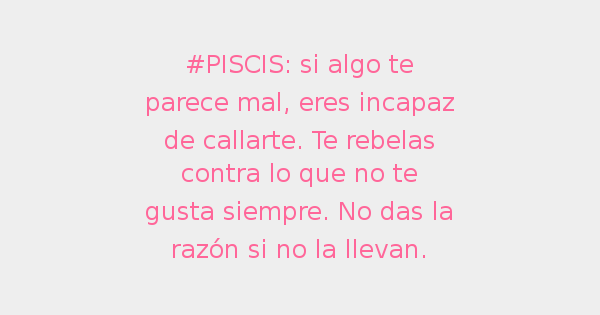 #PISCIS: si algo te
parece mal, eres incapaz
de callarte. Te rebelas
contra lo que no te
gusta siempre. No das la
razón si no la llevan.